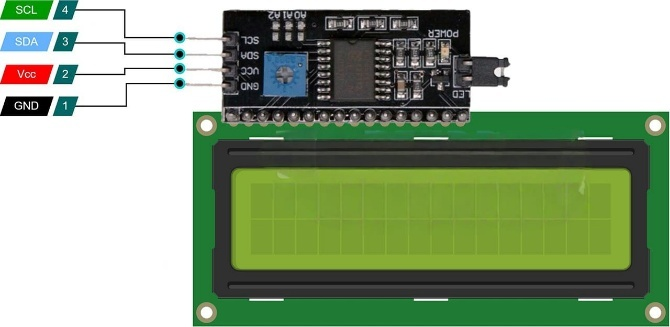 SCL 4
SDA 3
Vcc 2
GND 1
A0A1A2
SCL
SDA
VCC
GND
POWER
LED